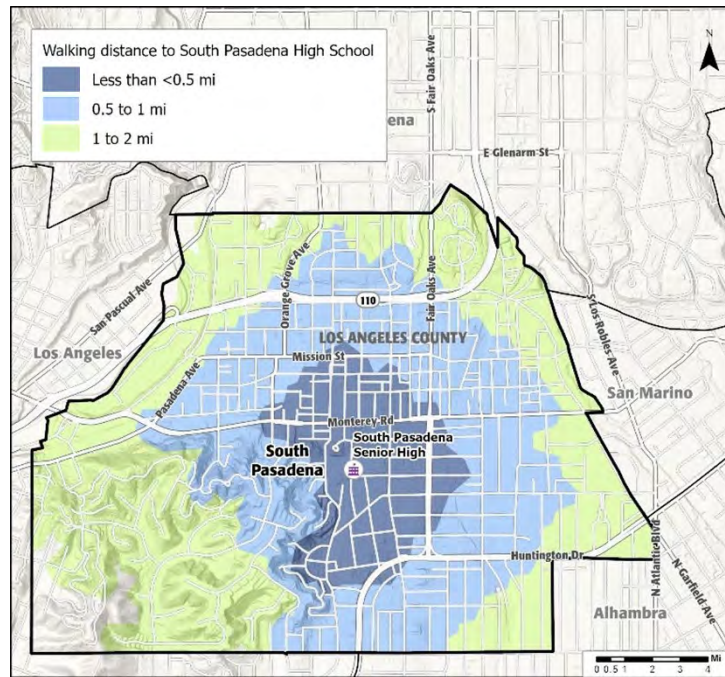 Walking distance to South Pasadena High School
Less than <0.5 mi
0.5 to 1 mi
1 to 2 mi
N
S Fair Oaks Ave
ena
E Glenarm St
Orange Grove Ave
Fair Oaks Ave
San Pascual Ave
110
S Los Robles Ave
LOS ANGELES COUNTY
Los Angeles
Mission St
Pasadena Ave
San Marino
Monterey Rd
South Pasadena
Senior High
South
Pasadena
Huntington Dr
N Atlantic Blvd
N Garfield Ave
Alhambra
Mi
0 0.5 1 2 3 4